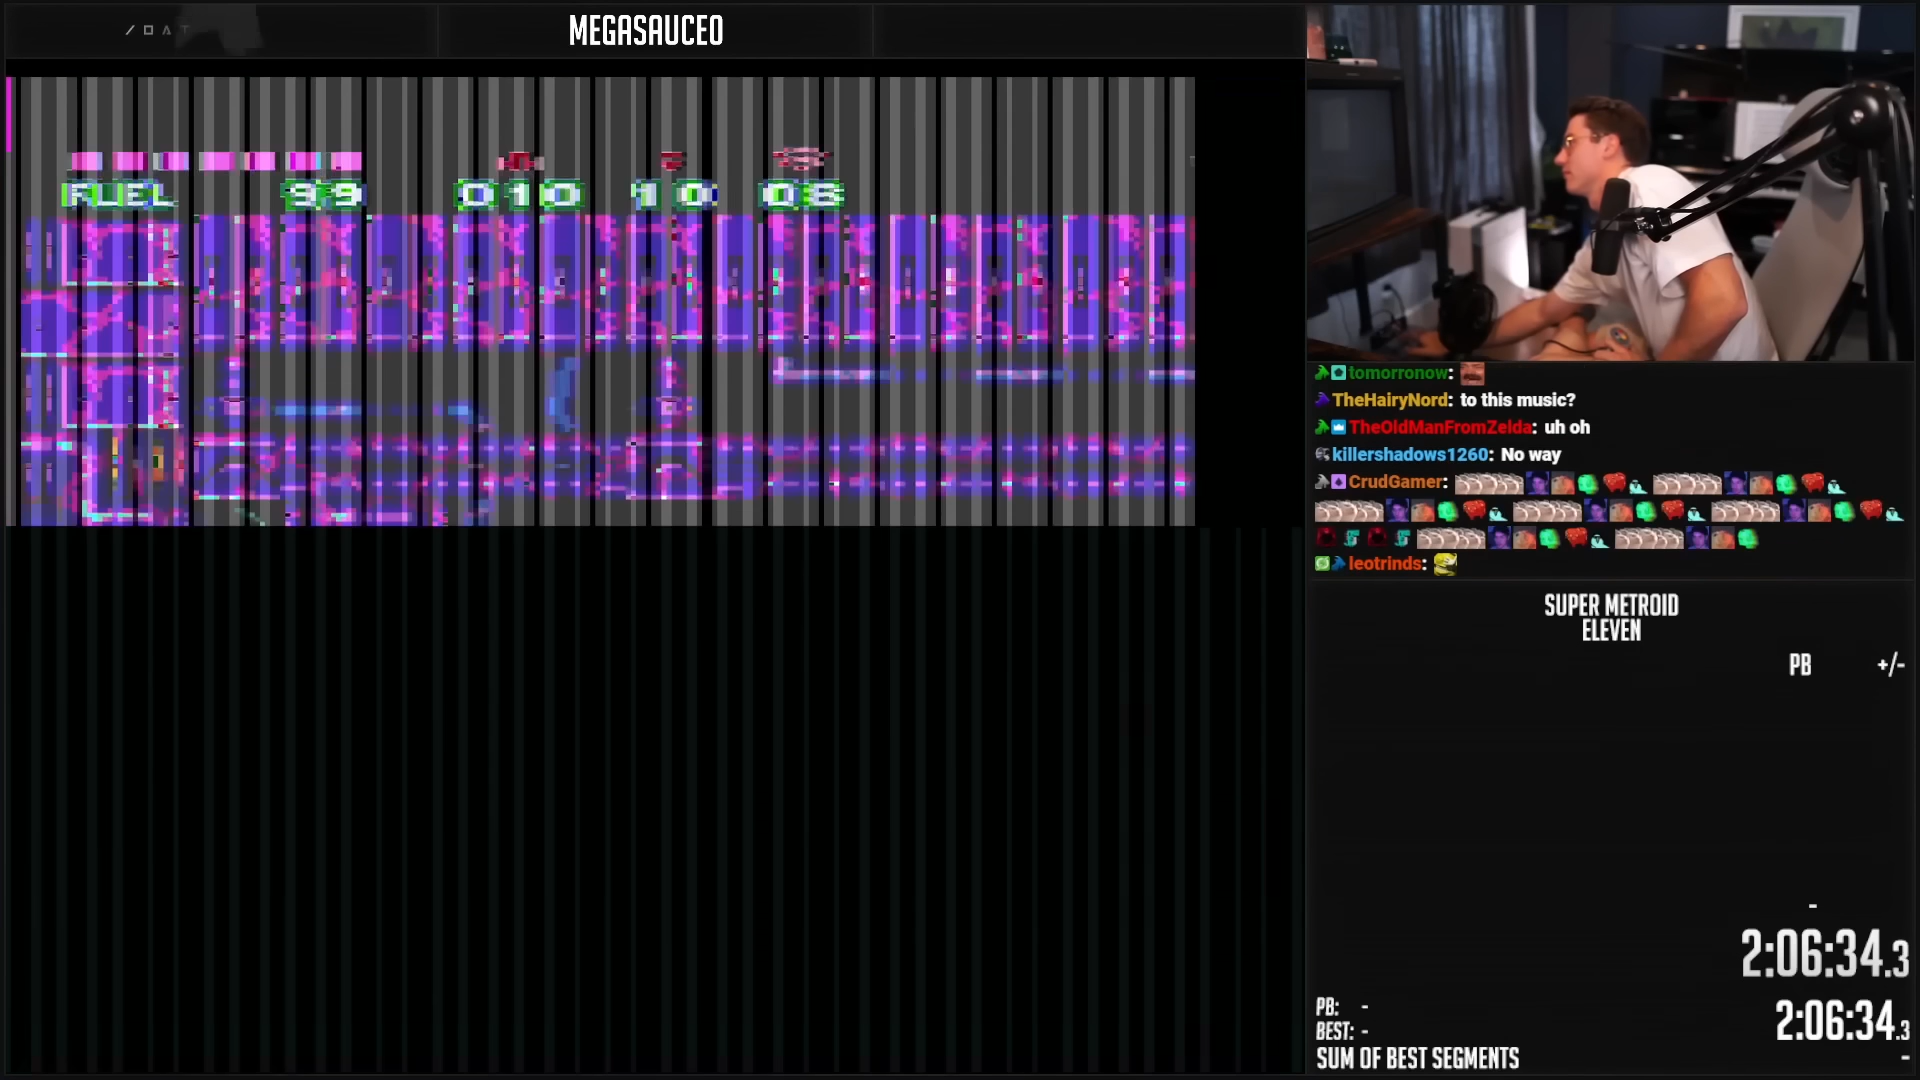 MEGASAUCE0
FUEL 99 010 10 08
tomorronow:
TheHairyNord: to this music?
TheOldManFromZelda: uh oh
killershadows1260: No way
CrudGamer:
leotrinds:
SUPER METROID
ELEVEN
PB +/-
-
2:06:34.3
PB: -
2:06:34.3
BEST: -
SUM OF BEST SEGMENTS -